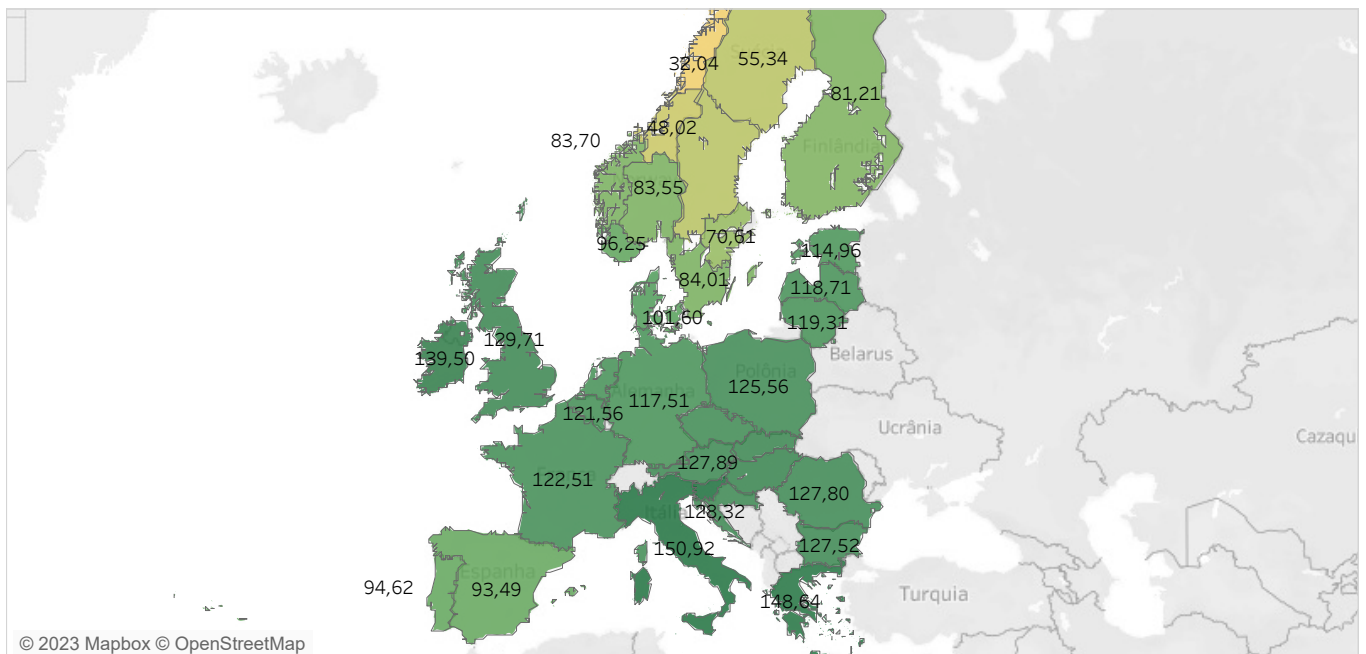 32,04
55,34
81,21
48,02
83,70
Finlândia
83,55
96,25
70,61
114,96
84,01
118,71
101,60
119,31
129,71
139,50
Belarus
Polônia
125,56
Alemanha
117,51
121,56
Ucrânia
Cazaqu
127,89
França
122,51
127,80
128,32
Itália
150,92
127,52
Espanha
94,62
93,49
148,64
Turquia
© 2023 Mapbox © OpenStreetMap